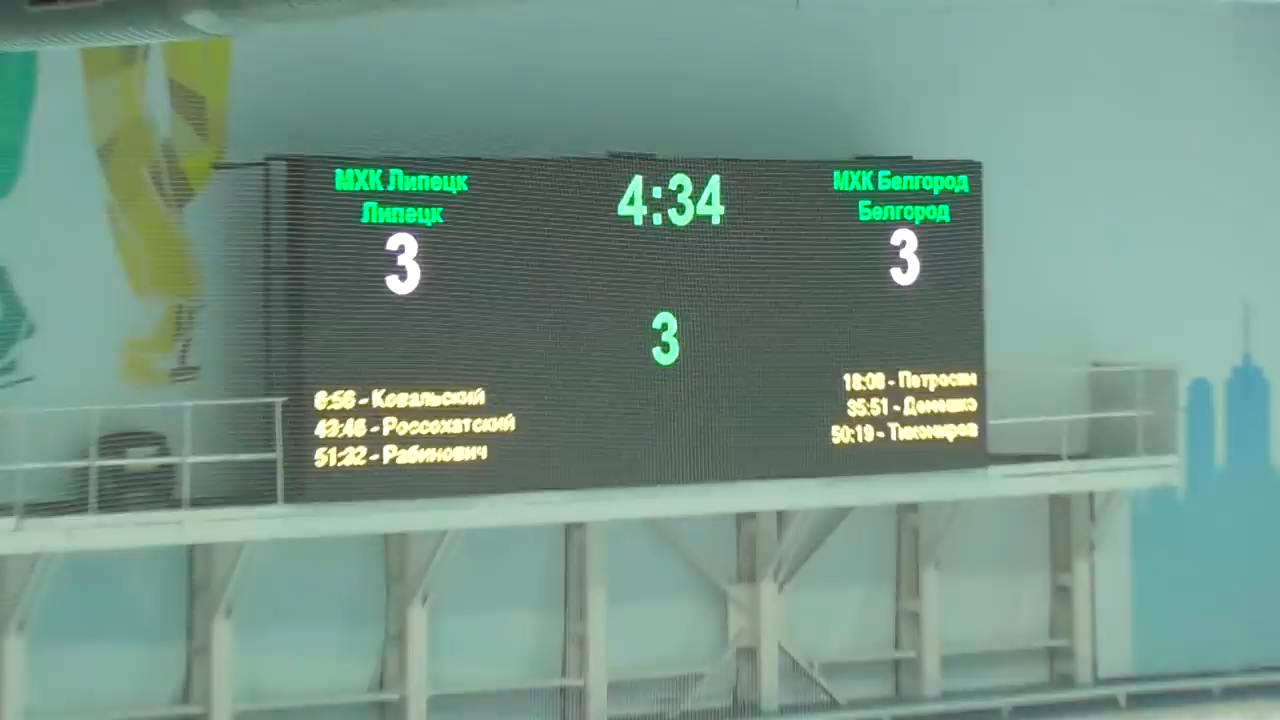 МХК Липецк
Липецк
3
4:34
3
МХК Белгород
Белгород
3
6:56 - Ковальский
43:46 - Россохатский
51:32 - Рабинович
18:08 - Петросян
35:51 - Демешко
50:19 - Тихомиров